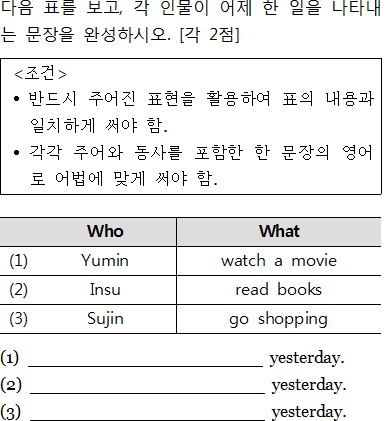 다음 표를 보고, 각 인물이 어제 한 일을 나타내
는 문장을 완성하시오. [각 2점]
<조건>
• 반드시 주어진 표현을 활용하여 표의 내용과
일치하게 써야 함.
• 각각 주어와 동사를 포함한 한 문장의 영어
로 어법에 맞게 써야 함.
Who What
(1) Yumin watch a movie
(2) Insu read books
(3) Sujin go shopping
(1) ______________________ yesterday.
(2) ______________________ yesterday.
(3) ______________________ yesterday.